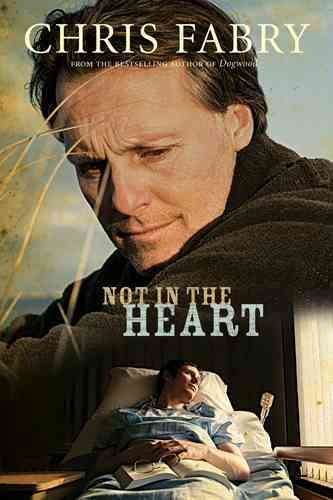 CHRIS FABRY
FROM THE BESTSELLING AUTHOR OF Dogwood
NOT IN THE
HEART